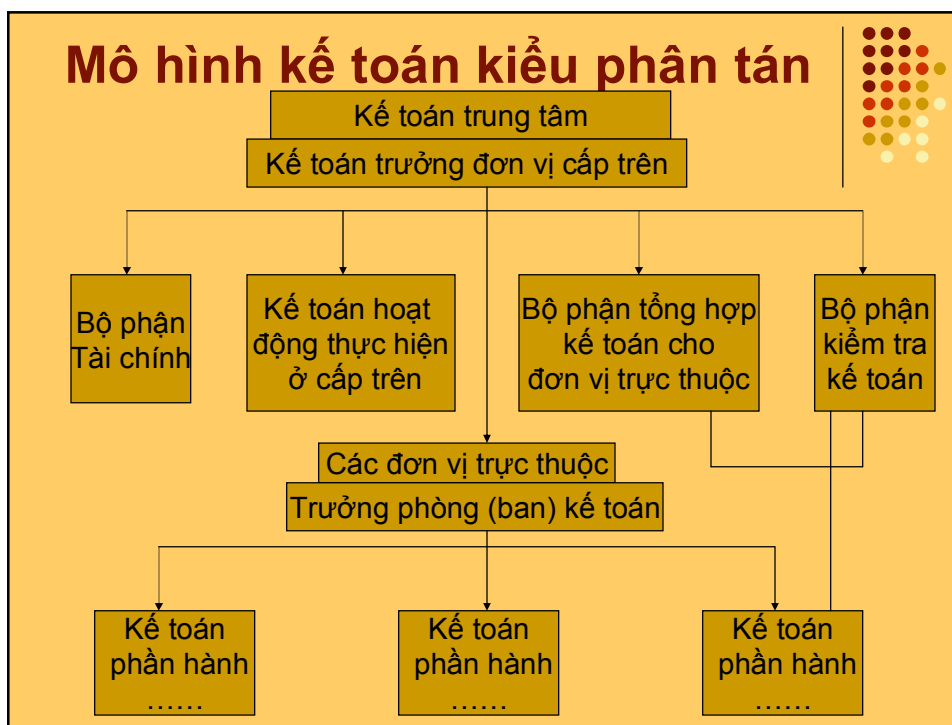 Mô hình kế toán kiểu phân tán
Kế toán trung tâm
Kế toán trưởng đơn vị cấp trên
Bộ phận
Tài chính
Kế toán hoạt
động thực hiện
ở cấp trên
Bộ phận tổng hợp
kế toán cho
đơn vị trực thuộc
Bộ phận
kiểm tra
kế toán
Các đơn vị trực thuộc
Trưởng phòng (ban) kế toán
Kế toán
phần hành
......
Kế toán
phần hành
......
Kế toán
phần hành
......